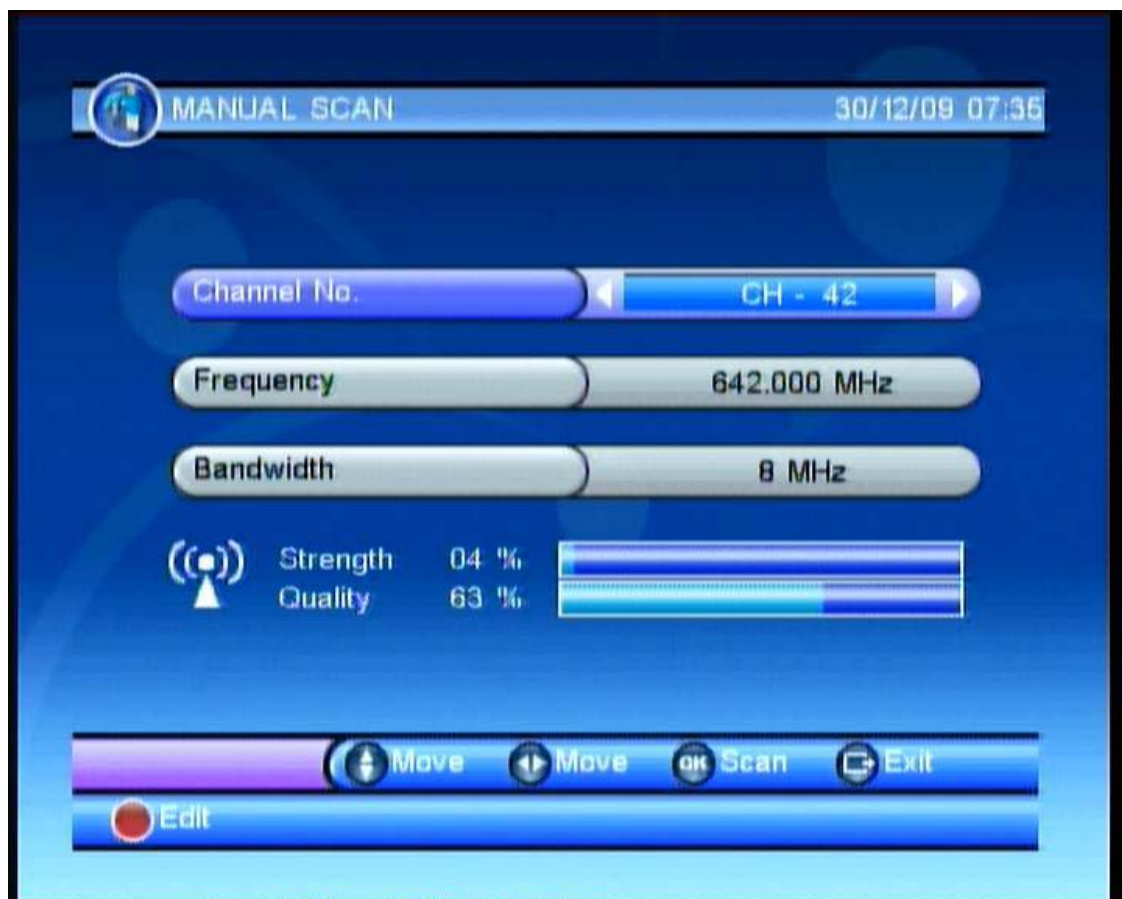 MANUAL SCAN 30/12/09 07:35
Channel No. CH - 42
Frequency 642.000 MHz
Bandwidth 8 MHz
Strength 04 %
Quality 63 %
Move Move OK Scan Exit
Edit